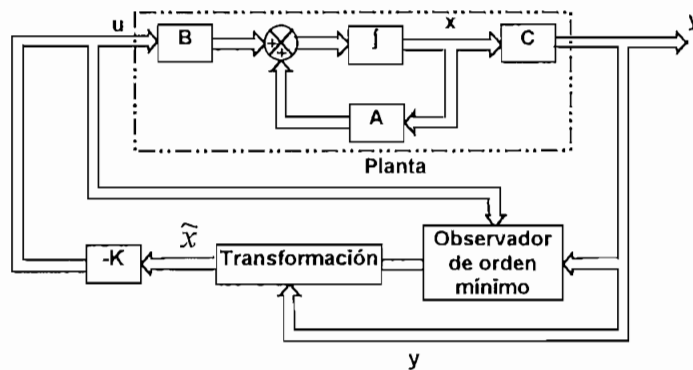 u
B
+
+
∫
x
C
y
A
Planta
-K
x̃
Transformación
Observador
de orden
mínimo
y